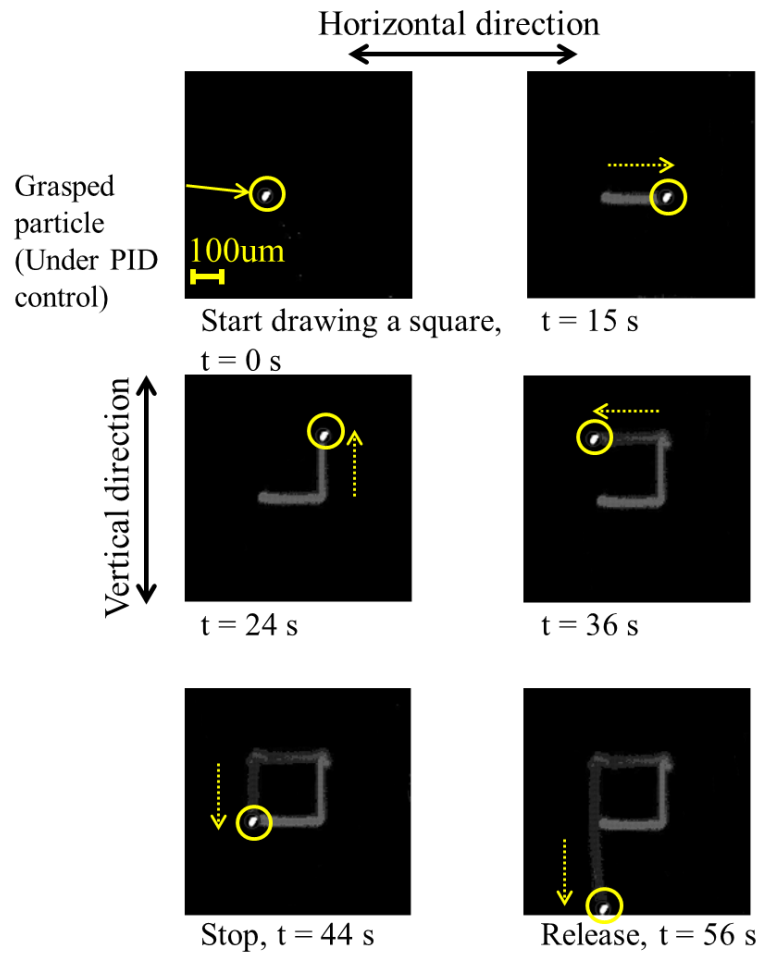 Horizontal direction
Grasped
particle
(Under PID
control)
100um
Start drawing a square,
t = 0 s
t = 15 s
Vertical direction
t = 24 s
t = 36 s
Stop, t = 44 s
Release, t = 56 s